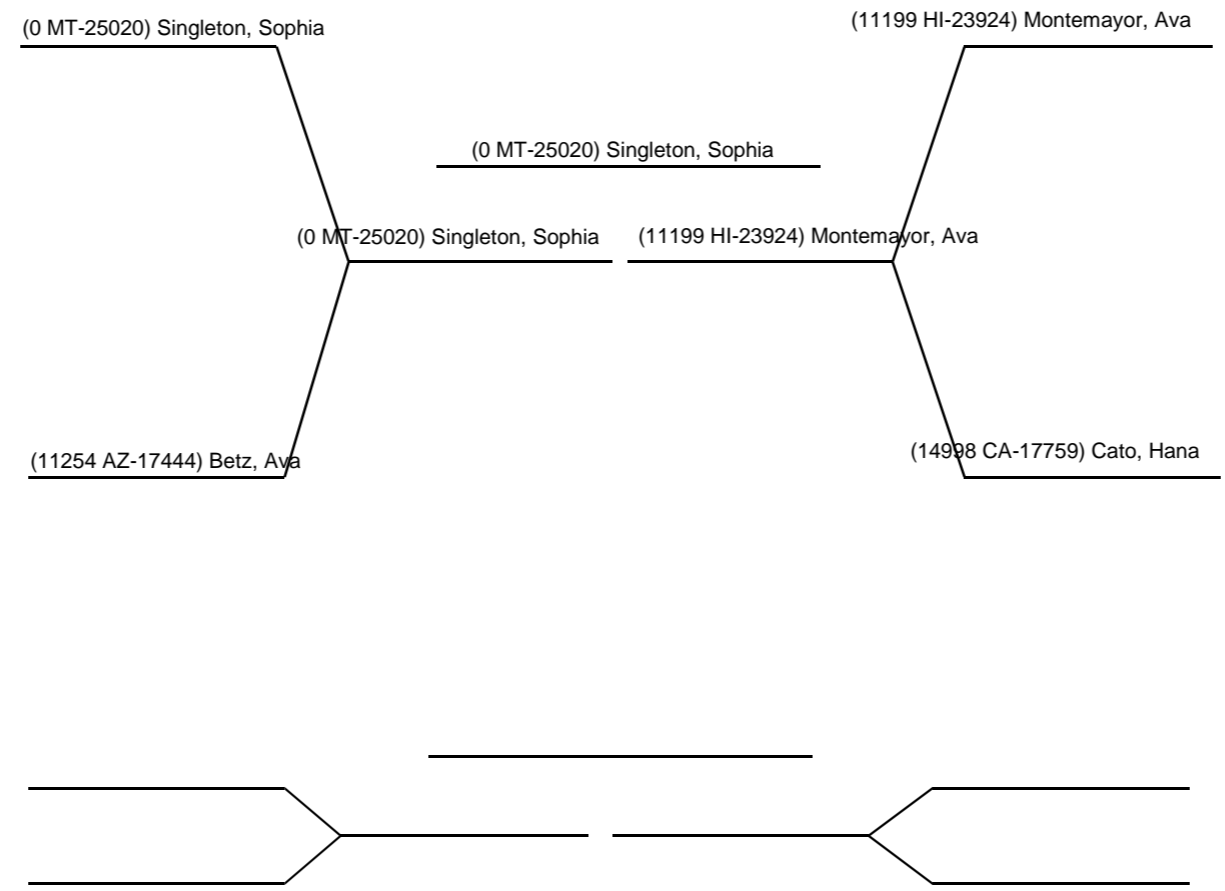 (0 MT-25020) Singleton, Sophia
(11199 HI-23924) Montemayor, Ava
(0 MT-25020) Singleton, Sophia
(0 MT-25020) Singleton, Sophia
(11199 HI-23924) Montemayor, Ava
(11254 AZ-17444) Betz, Ava
(14998 CA-17759) Cato, Hana